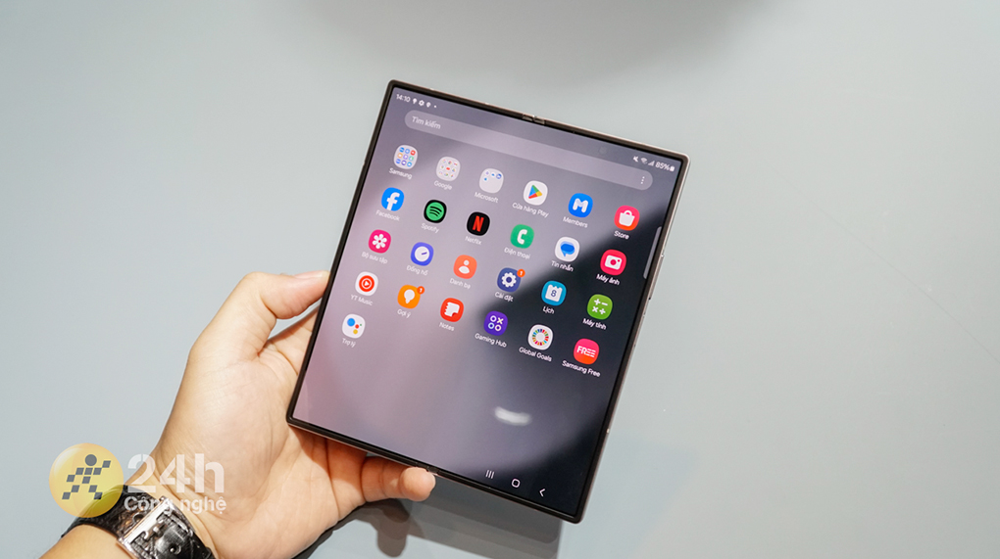 14:10
85%
Tìm kiếm
Samsung
Google
Microsoft
Cửa hàng Play
Members
Store
Facebook
Spotify
Netflix
Điện thoại
Tin nhắn
Máy ảnh
Bộ sưu tập
Đồng hồ
Danh bạ
Cài đặt
8
Lịch
Máy tính
YT Music
Gợi ý
Notes
Gaming Hub
Global Goals
FREE
Samsung Free
Trợ lý
24h
Công nghệ